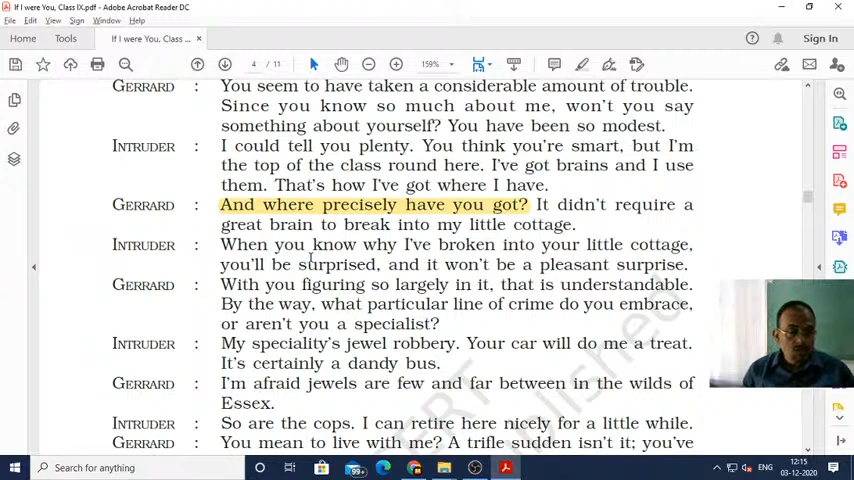 If I were You, Class IX.pdf - Adobe Acrobat Reader DC
File Edit View Sign Window Help
Home Tools If I were You, Class ... × Sign In
4 / 11 159%
GERRARD : You seem to have taken a considerable amount of trouble.
Since you know so much about me, won't you say
something about yourself? You have been so modest.
INTRUDER : I could tell you plenty. You think you're smart, but I'm
the top of the class round here. I've got brains and I use
them. That's how I've got where I have.
GERRARD : And where precisely have you got? It didn't require a
great brain to break into my little cottage.
INTRUDER : When you know why I've broken into your little cottage,
you'll be surprised, and it won't be a pleasant surprise.
GERRARD : With you figuring so largely in it, that is understandable.
By the way, what particular line of crime do you embrace,
or aren't you a specialist?
INTRUDER : My speciality's jewel robbery. Your car will do me a treat.
It's certainly a dandy bus.
GERRARD : I'm afraid jewels are few and far between in the wilds of
Essex.
INTRUDER : So are the cops. I can retire here nicely for a little while.
GERRARD : You mean to live with me? A trifle sudden isn't it; you've
Search for anything 99+ ENG 12:15
03-12-2020